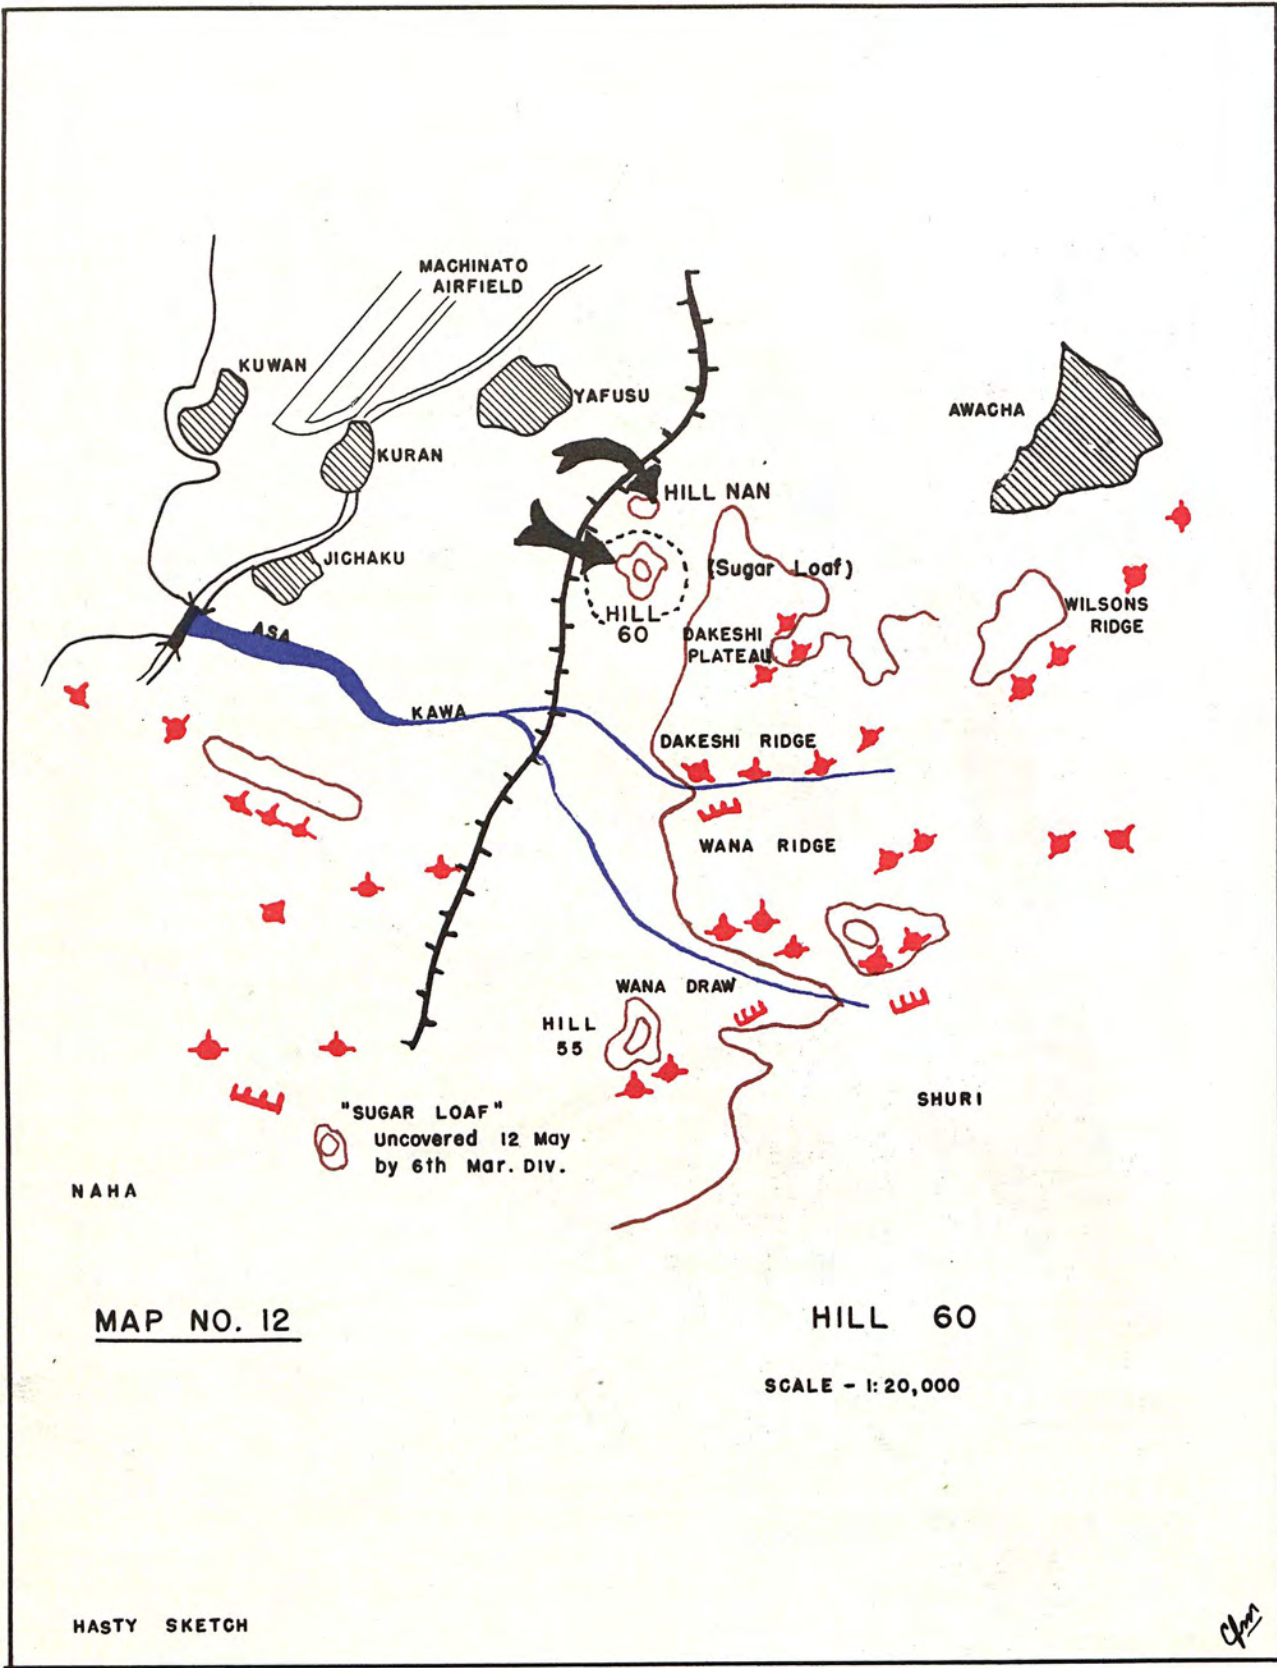 MACHINATO
AIRFIELD
KUWAN
YAFUSU
AWACHA
KURAN
HILL NAN
JICHAKU
(Sugar Loaf)
HILL
60
WILSONS
RIDGE
ASA
DAKESHI
PLATEAU
KAWA
DAKESHI RIDGE
WANA RIDGE
WANA DRAW
HILL
55
SHURI
"SUGAR LOAF"
Uncovered 12 May
by 6th Mar. Div.
NAHA
MAP NO. 12
HILL 60
SCALE - 1:20,000
HASTY SKETCH